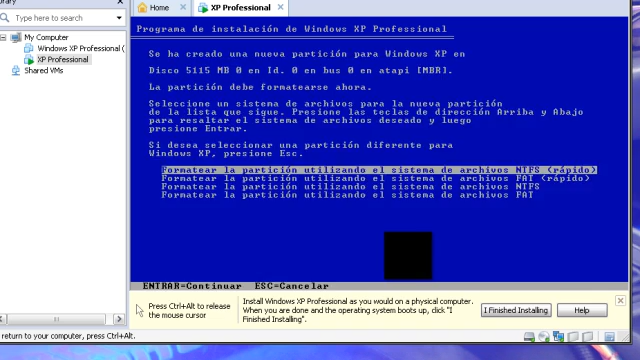 brary
Home
XP Professional
Type here to search
My Computer
Windows XP Professional (
XP Professional
Shared VMs
Programa de instalación de Windows XP Professional
Se ha creado una nueva partición para Windows XP en
Disco 5115 MB 0 en Id. 0 en bus 0 en atapi [MBR].
La partición debe formatearse ahora.
Seleccione un sistema de archivos para la nueva partición
de la lista que sigue. Presione las teclas de dirección Arriba y Abajo
para resaltar el sistema de archivos deseado y luego
presione Entrar.
Si desea seleccionar una partición diferente para
Windows XP, presione Esc.
Formatear la partición utilizando el sistema de archivos NTFS (rápido)
Formatear la partición utilizando el sistema de archivos FAT (rápido)
Formatear la partición utilizando el sistema de archivos NTFS
Formatear la partición utilizando el sistema de archivos FAT
ENTRAR=Continuar ESC=Cancelar
Press Ctrl+Alt to release
the mouse cursor
Install Windows XP Professional as you would on a physical computer.
When you are done and the operating system boots up, click "I
Finished Installing".
I Finished Installing
Help
return to your computer, press Ctrl+Alt.